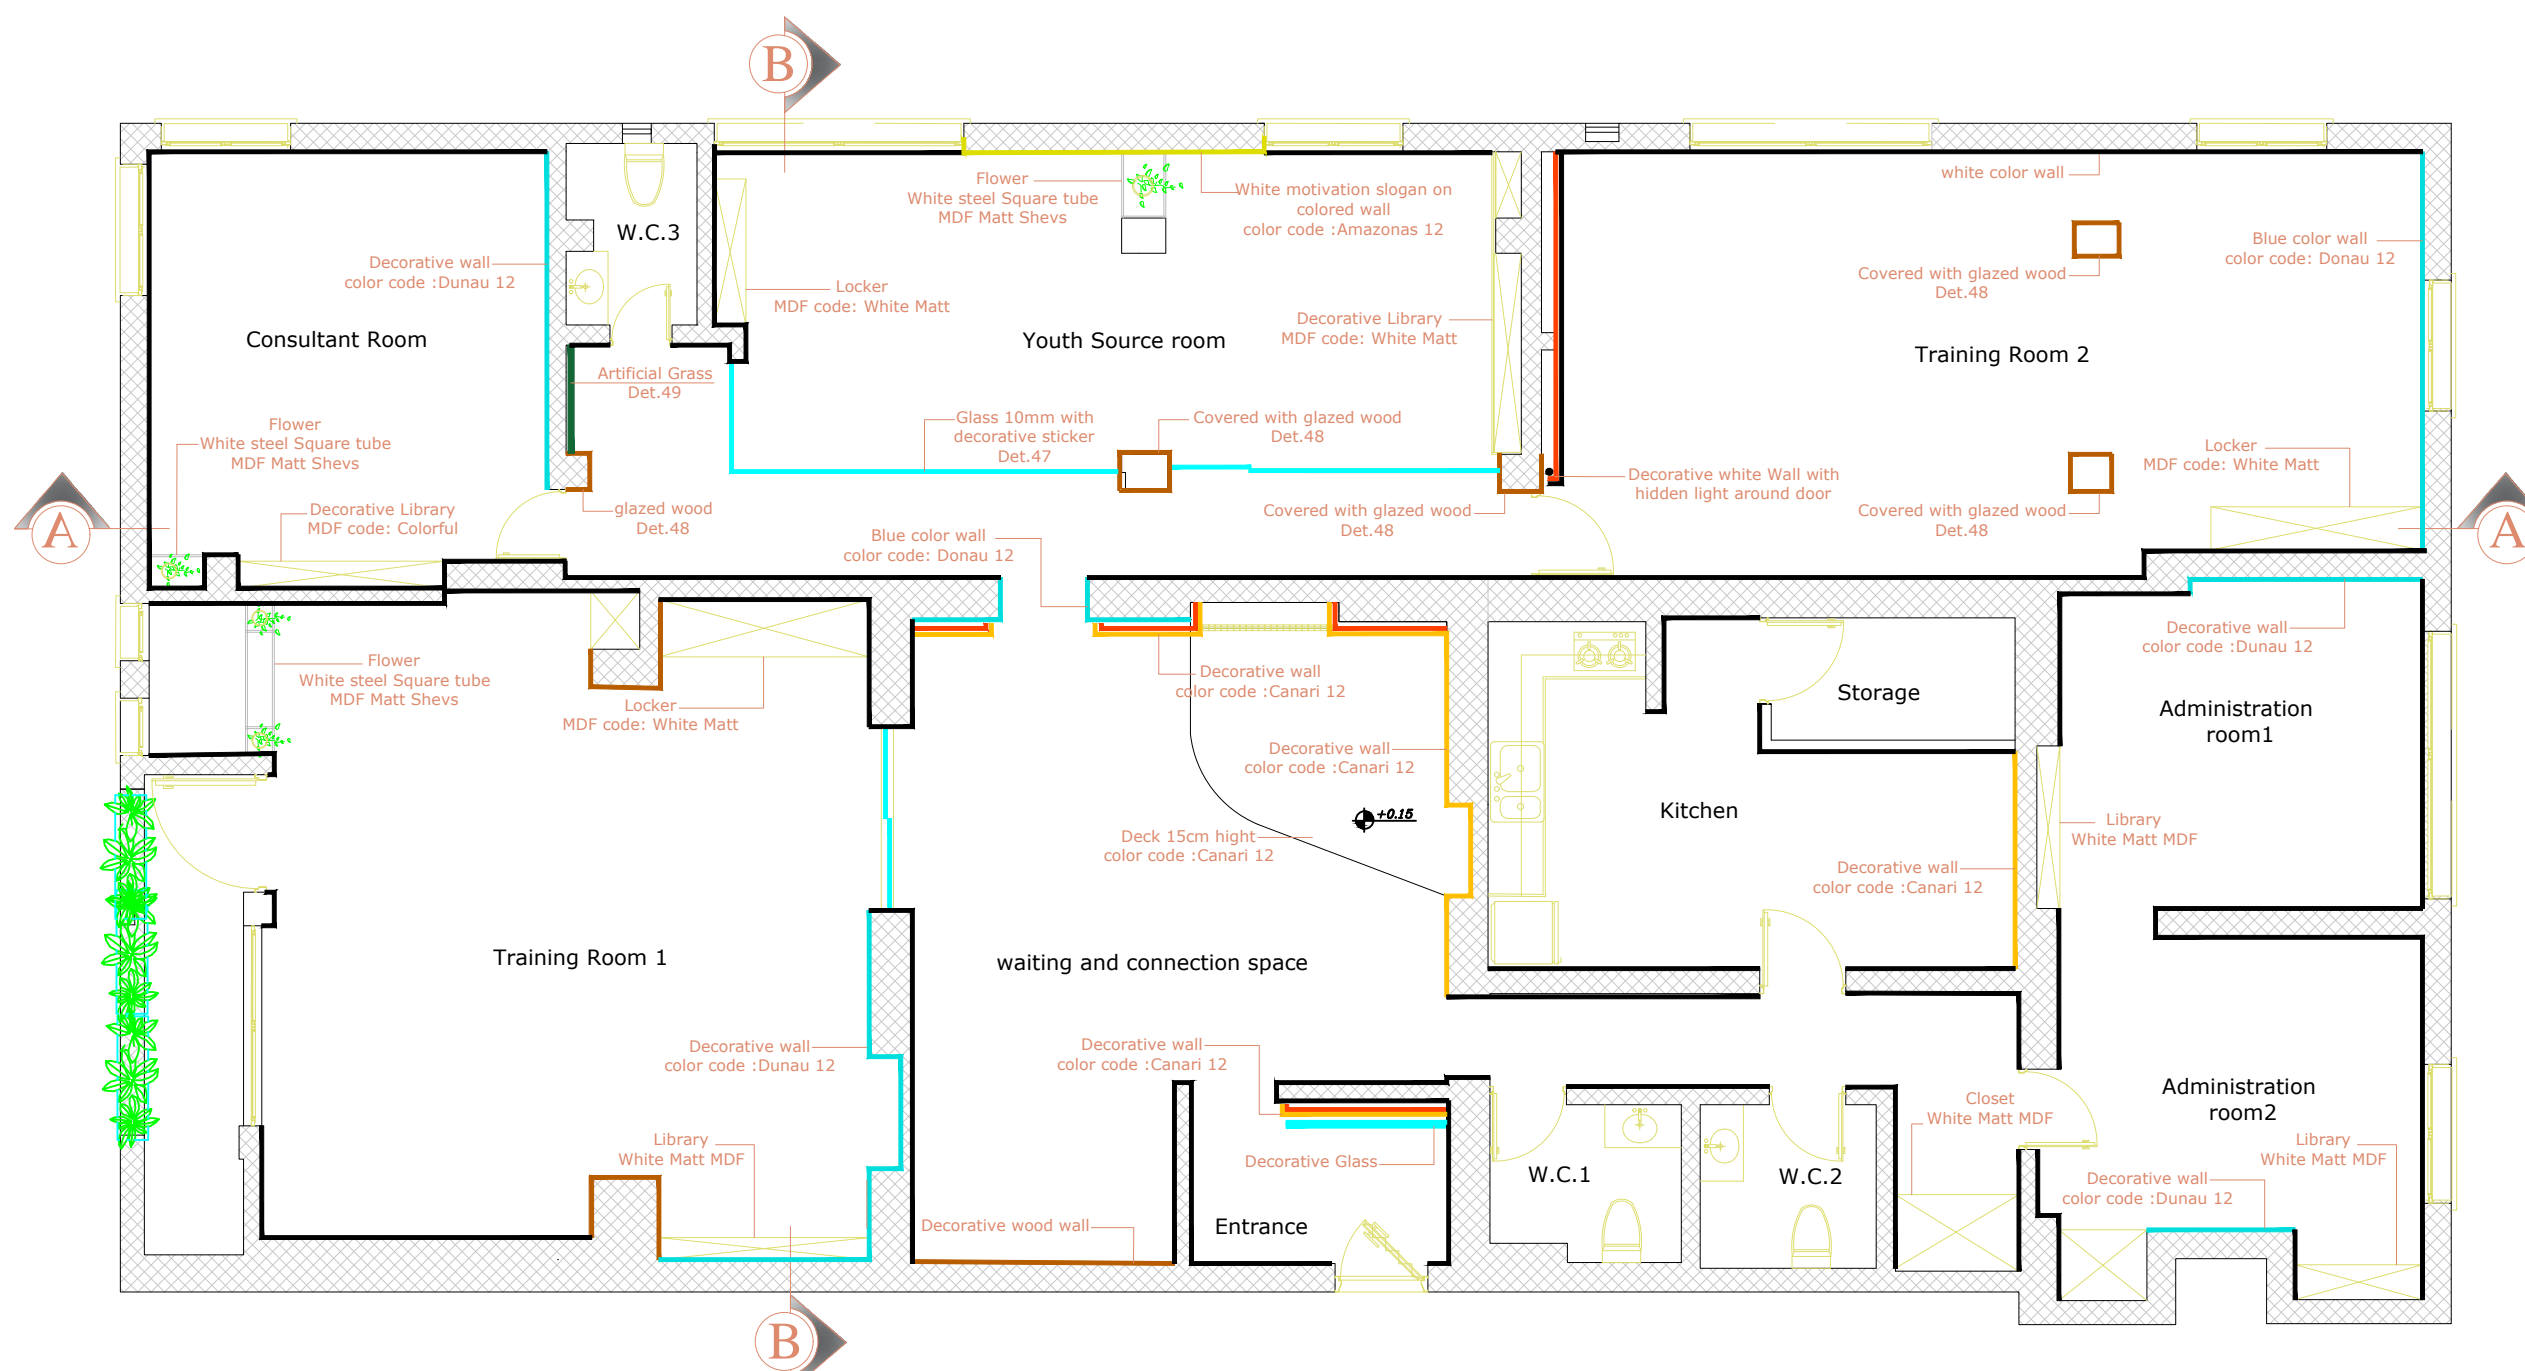 B
Flower
White steel Square tube
MDF Matt Shevs
White motivation slogan on
colored wall
color code :Amazonas 12
white color wall
W.C.3
Decorative wall
color code :Dunau 12
Blue color wall
color code: Donau 12
Covered with glazed wood
Det.48
Locker
MDF code: White Matt
Decorative Library
MDF code: White Matt
Consultant Room
Youth Source room
Training Room 2
Artificial Grass
Det.49
Flower
White steel Square tube
MDF Matt Shevs
Glass 10mm with
decorative sticker
Det.47
Covered with glazed wood
Det.48
Locker
MDF code: White Matt
Decorative white Wall with
hidden light around door
A
Decorative Library
MDF code: Colorful
glazed wood
Det.48
Covered with glazed wood
Det.48
Covered with glazed wood
Det.48
A
Blue color wall
color code: Donau 12
Decorative wall
color code :Dunau 12
Flower
White steel Square tube
MDF Matt Shevs
Locker
MDF code: White Matt
Decorative wall
color code :Canari 12
Storage
Administration
room1
Decorative wall
color code :Canari 12
Deck 15cm hight
color code :Canari 12
+0.15
Kitchen
Library
White Matt MDF
Decorative wall
color code :Canari 12
Training Room 1
waiting and connection space
Decorative wall
color code :Dunau 12
Decorative wall
color code :Canari 12
Closet
White Matt MDF
Administration
room2
Library
White Matt MDF
Decorative Glass
W.C.1
W.C.2
Library
White Matt MDF
Decorative wall
color code :Dunau 12
Decorative wood wall
Entrance
B